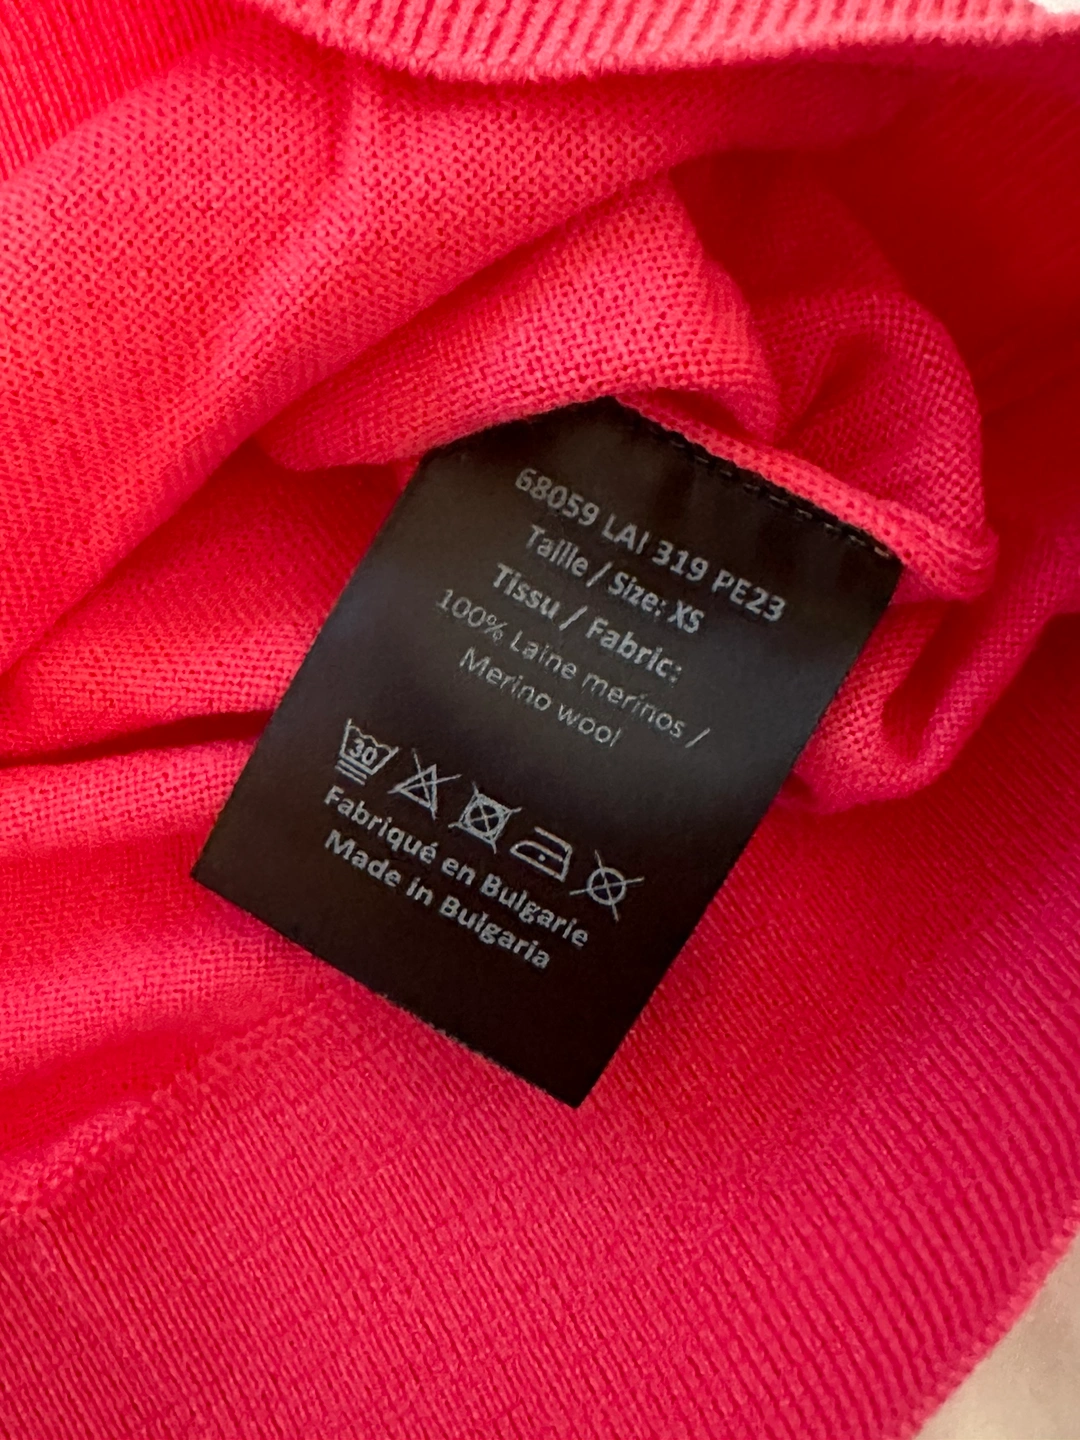 68059 LAI 319 PE23
Taille / Size: XS
Tissu / Fabric:
100% Laine merinos /
Merino wool
30
Fabriqué en Bulgarie
Made in Bulgaria